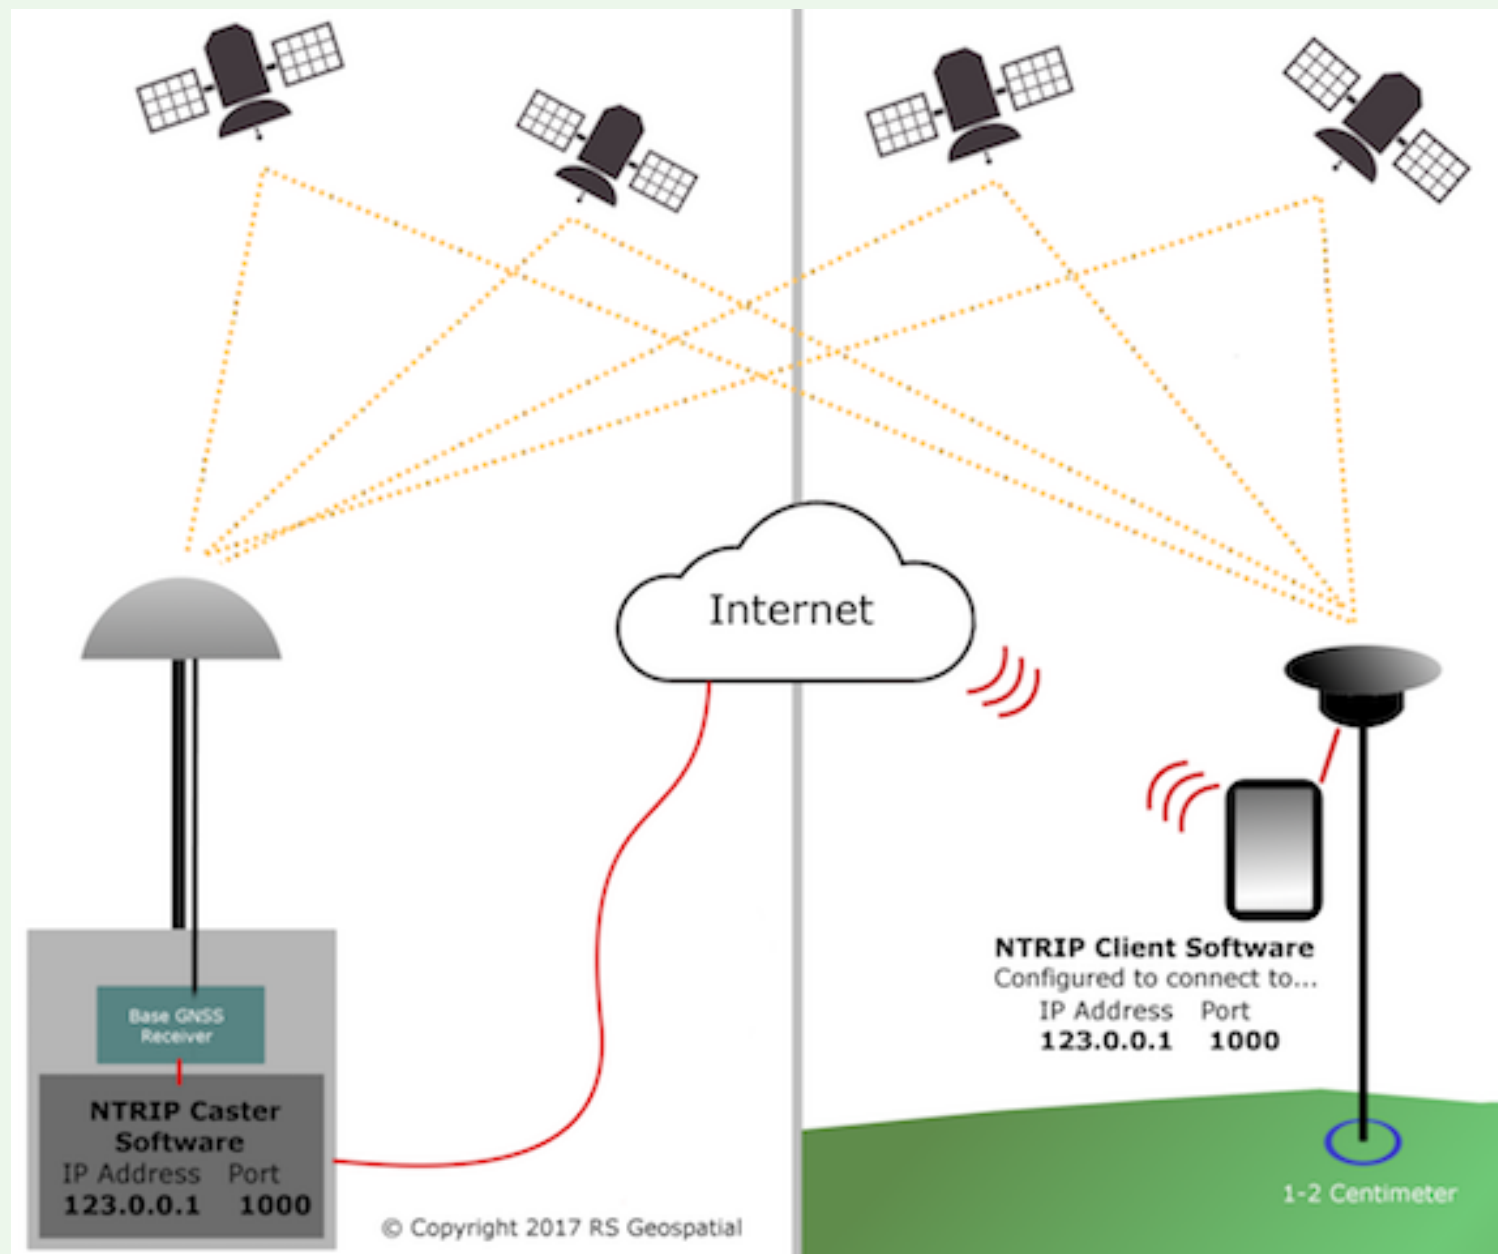 Internet
Base GNSS
Receiver
NTRIP Caster
Software
IP Address Port
123.0.0.1 1000
© Copyright 2017 RS Geospatial
NTRIP Client Software
Configured to connect to...
IP Address Port
123.0.0.1 1000
1-2 Centimeter